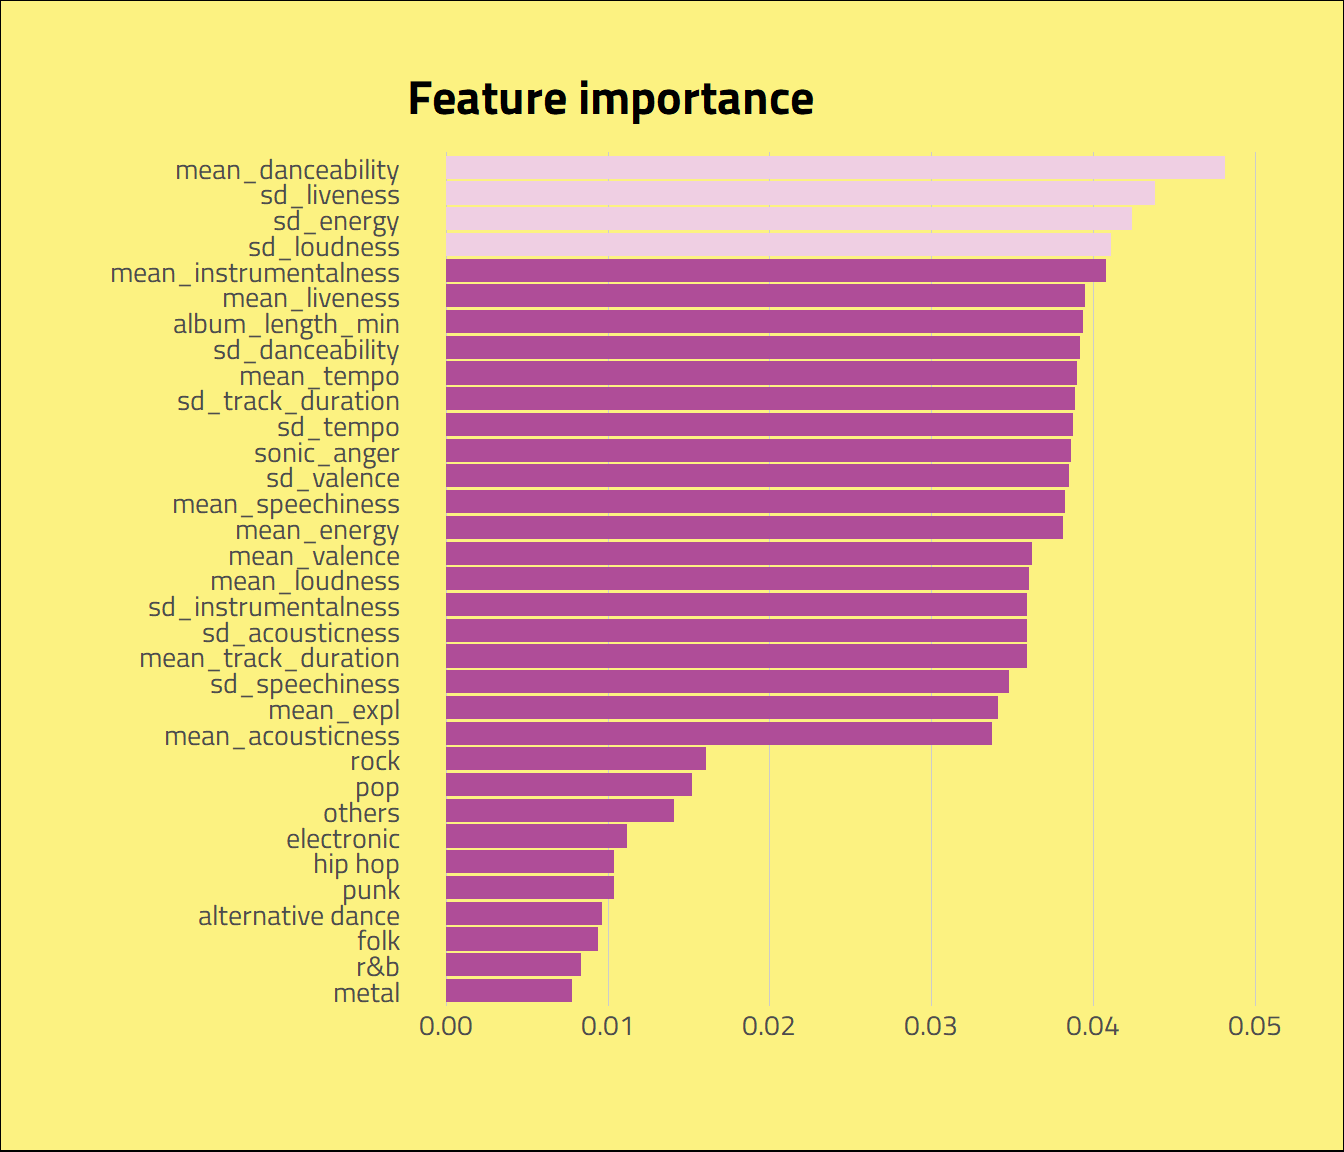 Feature importance
mean_danceability
sd_liveness
sd_energy
sd_loudness
mean_instrumentalness
mean_liveness
album_length_min
sd_danceability
mean_tempo
sd_track_duration
sd_tempo
sonic_anger
sd_valence
mean_speechiness
mean_energy
mean_valence
mean_loudness
sd_instrumentalness
sd_acousticness
mean_track_duration
sd_speechiness
mean_expl
mean_acousticness
rock
pop
others
electronic
hip hop
punk
alternative dance
folk
r&b
metal
0.00 0.01 0.02 0.03 0.04 0.05